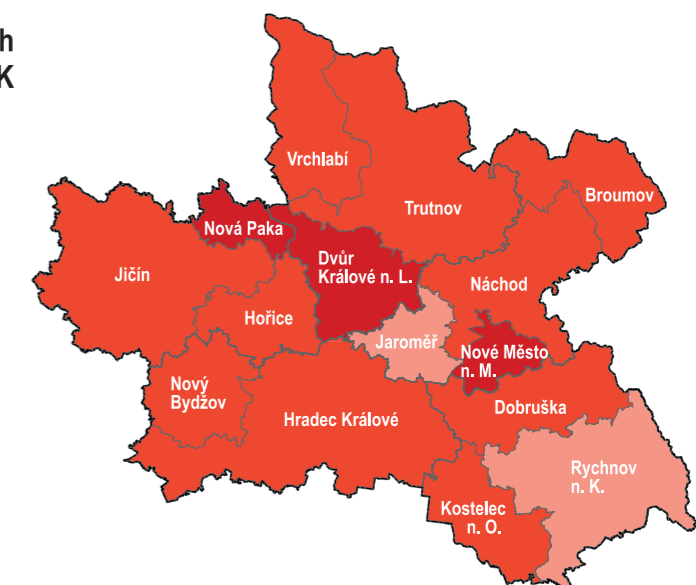 h
K
Vrchlabí
Broumov
Trutnov
Nová Paka
Dvůr
Králové n. L.
Jičín
Náchod
Hořice
Jaroměř
Nové Město
n. M.
Nový
Bydžov
Dobruška
Hradec Králové
Rychnov
n. K.
Kostelec
n. O.